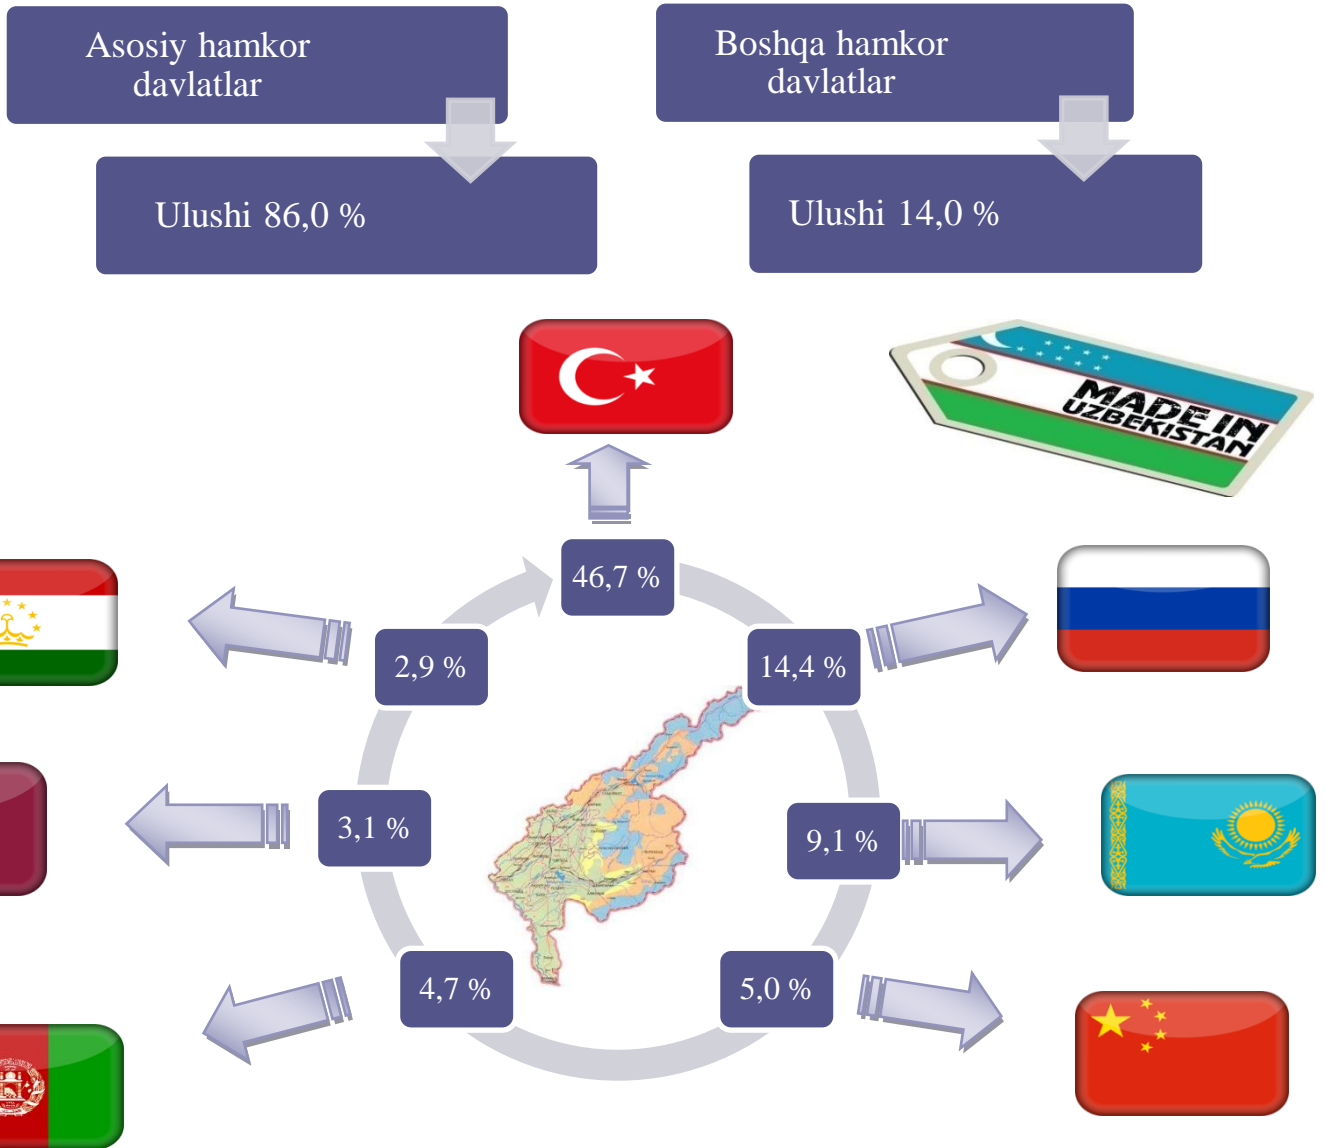 Asosiy hamkor
davlatlar
Boshqa hamkor
davlatlar
Ulushi 86,0 %
Ulushi 14,0 %
MADE IN
UZBEKISTAN
46,7 %
2,9 %
14,4 %
3,1 %
9,1 %
4,7 %
5,0 %